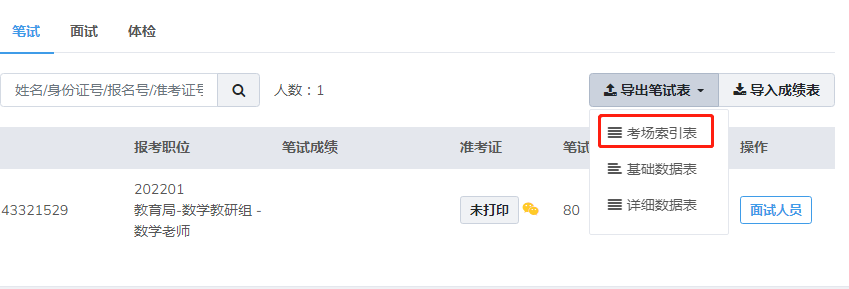 笔试 面试 体检
姓名/身份证号/报名号/准考证号 人数：1 导出笔试表 导入成绩表
考场索引表
报考职位 笔试成绩 准考证 笔试 操作
基础数据表
202201
43321529 教育局-数学教研组 - 未打印 80 详细数据表 面试人员
数学老师